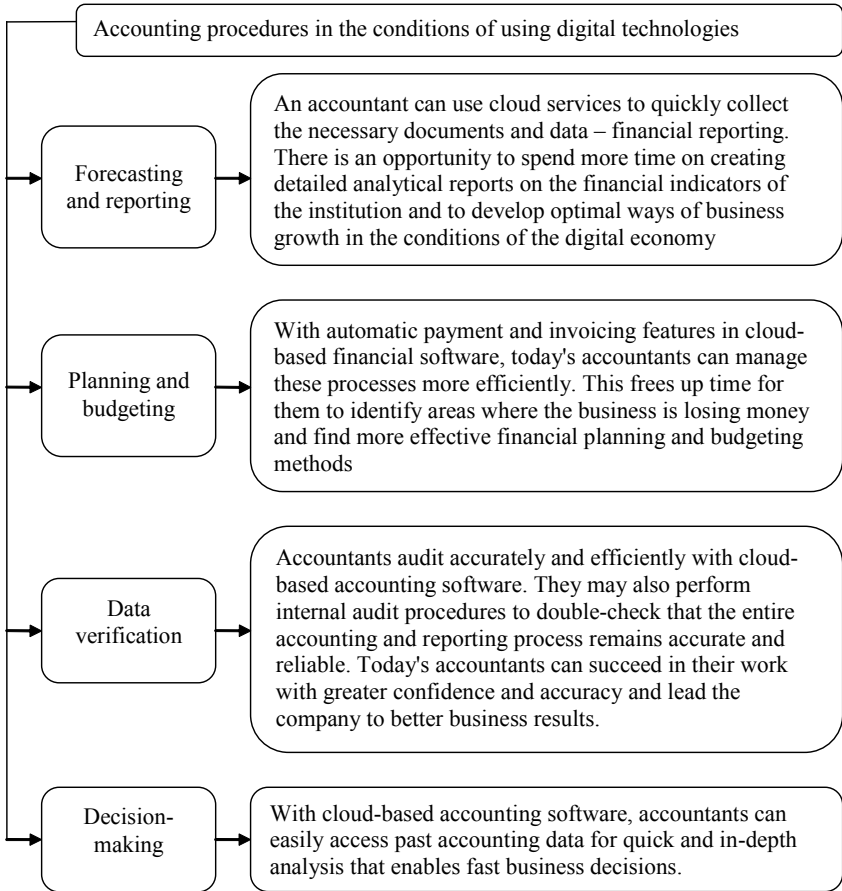 Accounting procedures in the conditions of using digital technologies
Forecasting
and reporting
An accountant can use cloud services to quickly collect
the necessary documents and data – financial reporting.
There is an opportunity to spend more time on creating
detailed analytical reports on the financial indicators of
the institution and to develop optimal ways of business
growth in the conditions of the digital economy
Planning and
budgeting
With automatic payment and invoicing features in cloud-
based financial software, today's accountants can manage
these processes more efficiently. This frees up time for
them to identify areas where the business is losing money
and find more effective financial planning and budgeting
methods
Data
verification
Accountants audit accurately and efficiently with cloud-
based accounting software. They may also perform
internal audit procedures to double-check that the entire
accounting and reporting process remains accurate and
reliable. Today's accountants can succeed in their work
with greater confidence and accuracy and lead the
company to better business results.
Decision-
making
With cloud-based accounting software, accountants can
easily access past accounting data for quick and in-depth
analysis that enables fast business decisions.